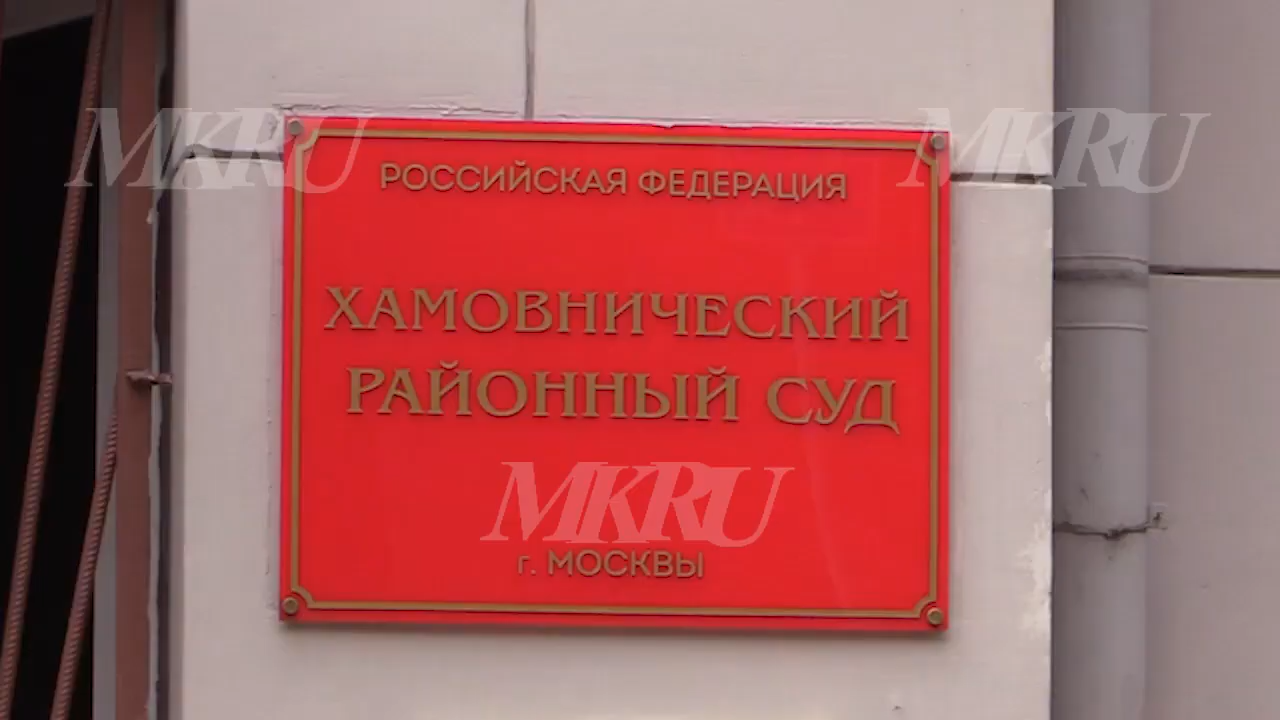 MKRU MKRU
РОССИЙСКАЯ ФЕДЕРАЦИЯ
ХАМОВНИЧЕСКИЙ
РАЙОННЫЙ СУД
MKRU
г. МОСКВЫ